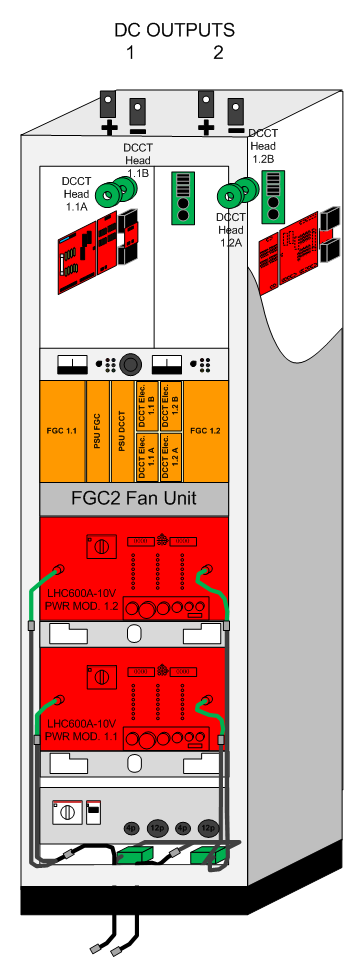 DC OUTPUTS
1
2
+
−
+
−
DCCT
Head
1.1B
DCCT
Head
1.2B
DCCT
Head
1.1A
DCCT
Head
1.2A
FGC 1.1
PSU FGC
PSU DCCT
DCCT Elec.
1.1 B
DCCT Elec.
1.2 B
DCCT Elec.
1.1 A
DCCT Elec.
1.2 A
FGC 1.2
FGC2 Fan Unit
LHC600A-10V
PWR MOD. 1.2
LHC600A-10V
PWR MOD. 1.1
4p
12p
4p
12p